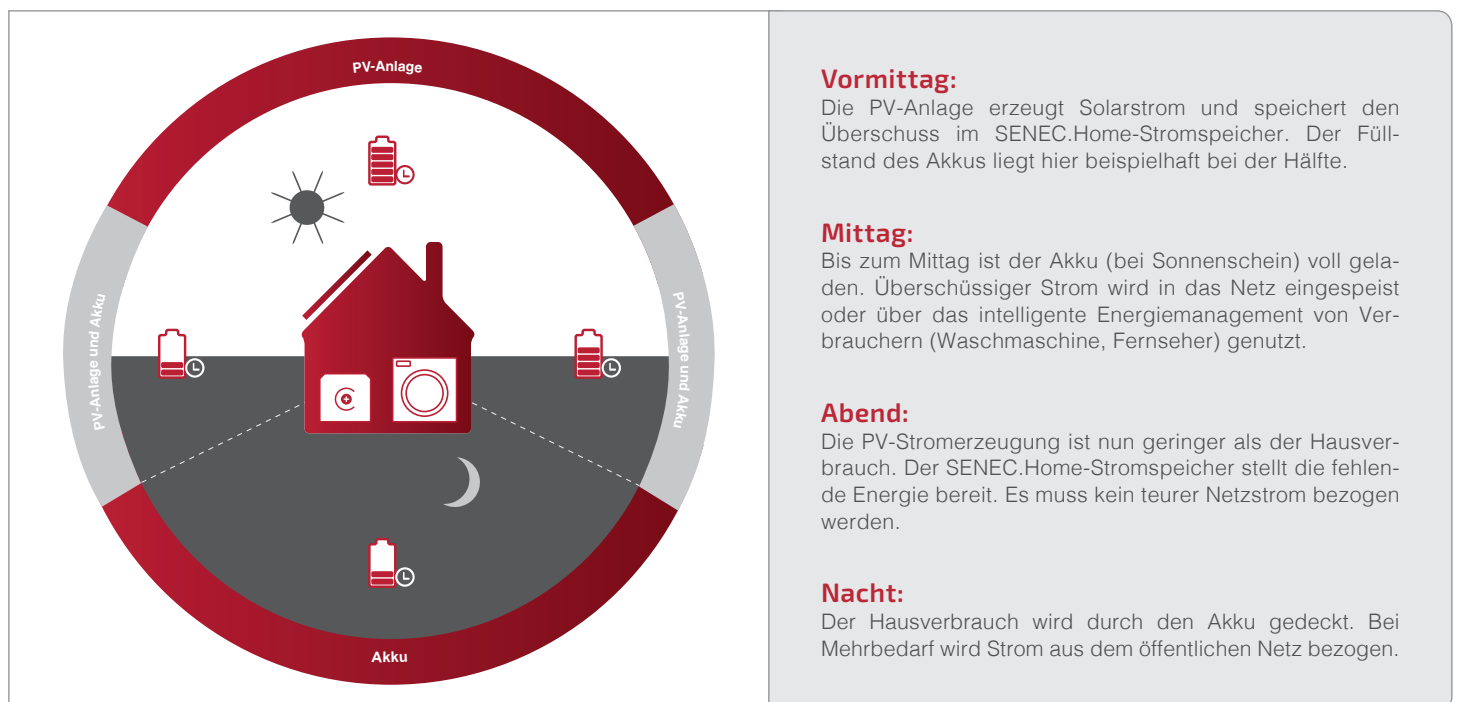 PV-Anlage
PV-Anlage und Akku
PV-Anlage und Akku
Akku
Vormittag:
Die PV-Anlage erzeugt Solarstrom und speichert den
Überschuss im SENEC.Home-Stromspeicher. Der Füll-
stand des Akkus liegt hier beispielhaft bei der Hälfte.
Mittag:
Bis zum Mittag ist der Akku (bei Sonnenschein) voll gela-
den. Überschüssiger Strom wird in das Netz eingespeist
oder über das intelligente Energiemanagement von Ver-
brauchern (Waschmaschine, Fernseher) genutzt.
Abend:
Die PV-Stromerzeugung ist nun geringer als der Hausver-
brauch. Der SENEC.Home-Stromspeicher stellt die fehlen-
de Energie bereit. Es muss kein teurer Netzstrom bezogen
werden.
Nacht:
Der Hausverbrauch wird durch den Akku gedeckt. Bei
Mehrbedarf wird Strom aus dem öffentlichen Netz bezogen.